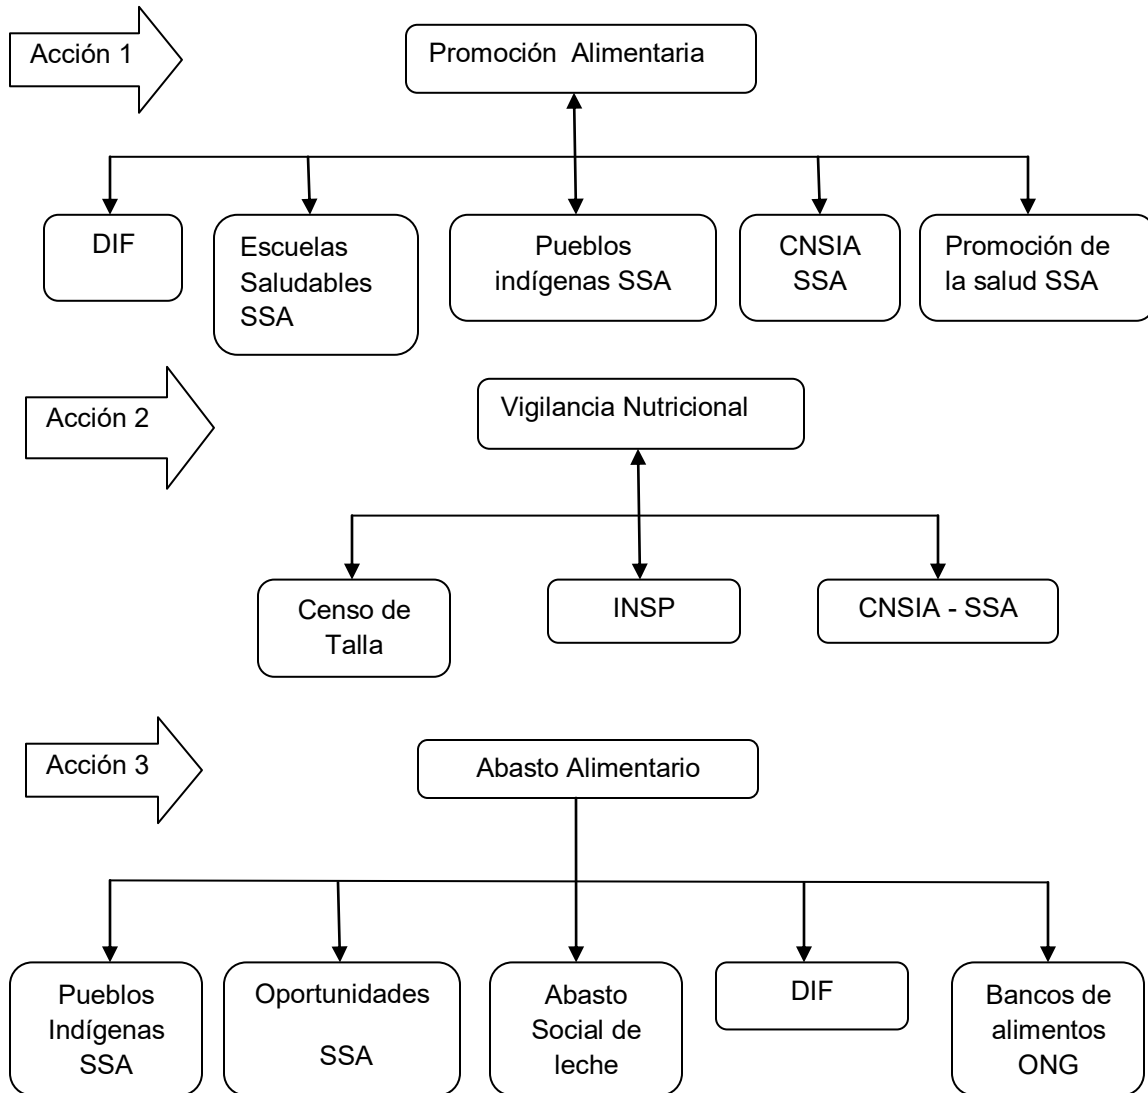 Acción 1
Promoción Alimentaria
DIF
Escuelas
Saludables
SSA
Pueblos
indígenas SSA
CNSIA
SSA
Promoción de
la salud SSA
Acción 2
Vigilancia Nutricional
Censo de
Talla
INSP
CNSIA - SSA
Acción 3
Abasto Alimentario
Pueblos
Indígenas
SSA
Oportunidades
SSA
Abasto
Social de
leche
DIF
Bancos de
alimentos
ONG